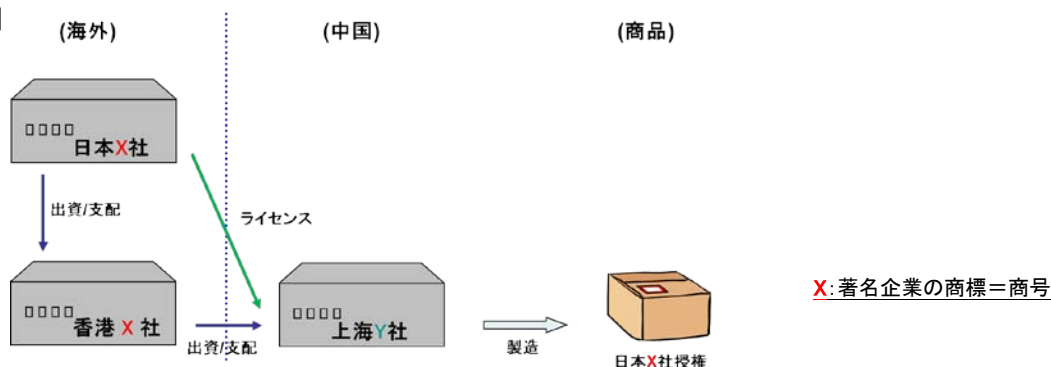 (海外)
(中国)
(商品)
日本X社
出資/支配
ライセンス
香港 X 社
出資/支配
上海Y社
製造
日本X社授権
X:著名企業の商標=商号